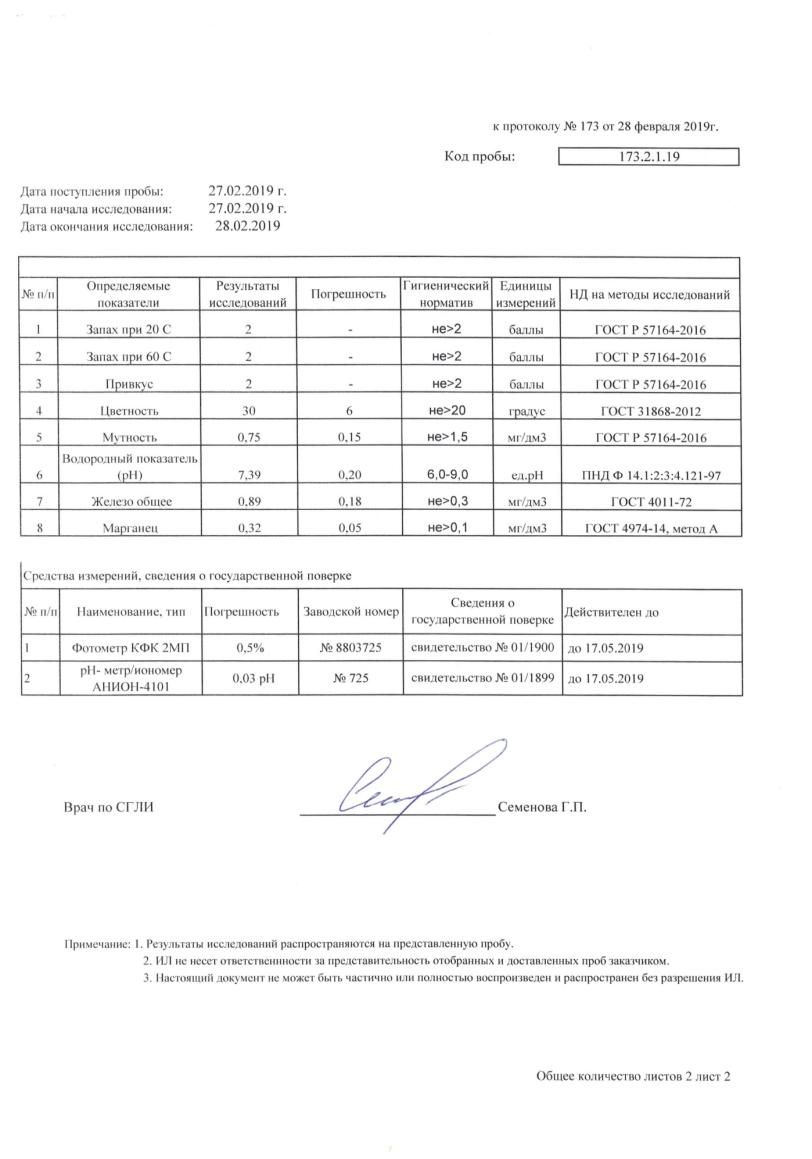 к протоколу № 173 от 28 февраля 2019г.
Код пробы: 173.2.1.19
Дата поступления пробы: 27.02.2019 г.
Дата начала исследования: 27.02.2019 г.
Дата окончания исследования: 28.02.2019
№ п/п Определяемые показатели Результаты исследований Погрешность Гигиенический норматив Единицы измерений НД на методы исследований
1 Запах при 20 С 2 - не>2 баллы ГОСТ Р 57164-2016
2 Запах при 60 С 2 - не>2 баллы ГОСТ Р 57164-2016
3 Привкус 2 - не>2 баллы ГОСТ Р 57164-2016
4 Цветность 30 6 не>20 градус ГОСТ 31868-2012
5 Мутность 0,75 0,15 не>1,5 мг/дм3 ГОСТ Р 57164-2016
6 Водородный показатель (pH) 7,39 0,20 6,0-9,0 ед.pH ПНД Ф 14.1:2:3:4.121-97
7 Железо общее 0,89 0,18 не>0,3 мг/дм3 ГОСТ 4011-72
8 Марганец 0,32 0,05 не>0,1 мг/дм3 ГОСТ 4974-14, метод А
Средства измерений, сведения о государственной поверке
№ п/п Наименование, тип Погрешность Заводской номер Сведения о государственной поверке Действителен до
1 Фотометр КФК 2МП 0,5% № 8803725 свидетельство № 01/1900 до 17.05.2019
2 pH- метр/иономер АНИОН-4101 0,03 pH № 725 свидетельство № 01/1899 до 17.05.2019
Врач по СГЛИ Семенова Г.П.
Примечание: 1. Результаты исследований распространяются на представленную пробу.
2. ИЛ не несет ответственнности за представительность отобранных и доставленных проб заказчиком.
3. Настоящий документ не может быть частично или полностью воспроизведен и распространен без разрешения ИЛ.
Общее количество листов 2 лист 2